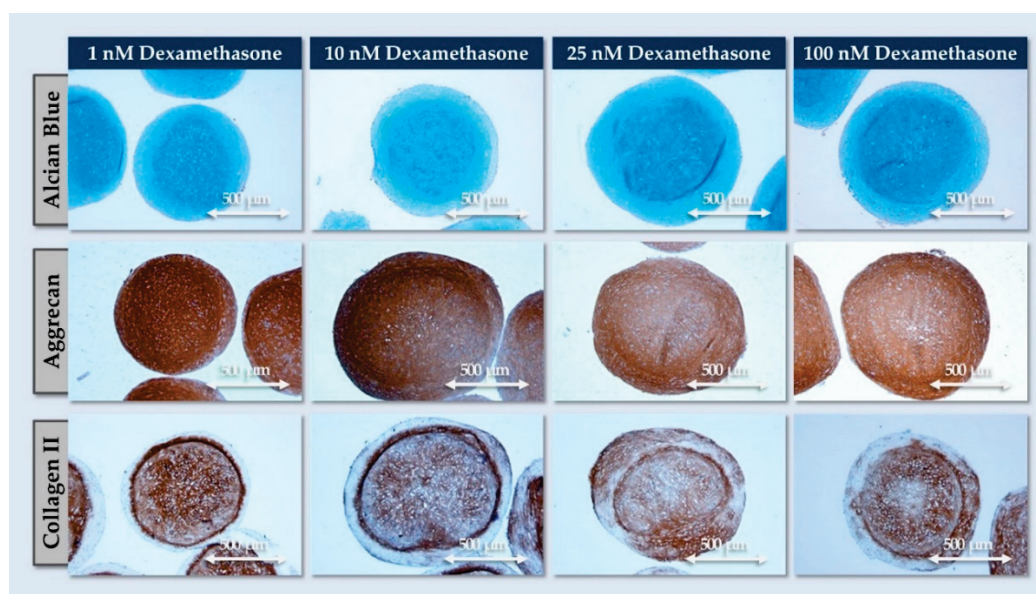 1 nM Dexamethasone 10 nM Dexamethasone 25 nM Dexamethasone 100 nM Dexamethasone
Alcian Blue
500 µm 500 µm 500 µm 500 µm
Aggrecan
500 µm 500 µm 500 µm 500 µm
Collagen II
500 µm 500 µm 500 µm 500 µm